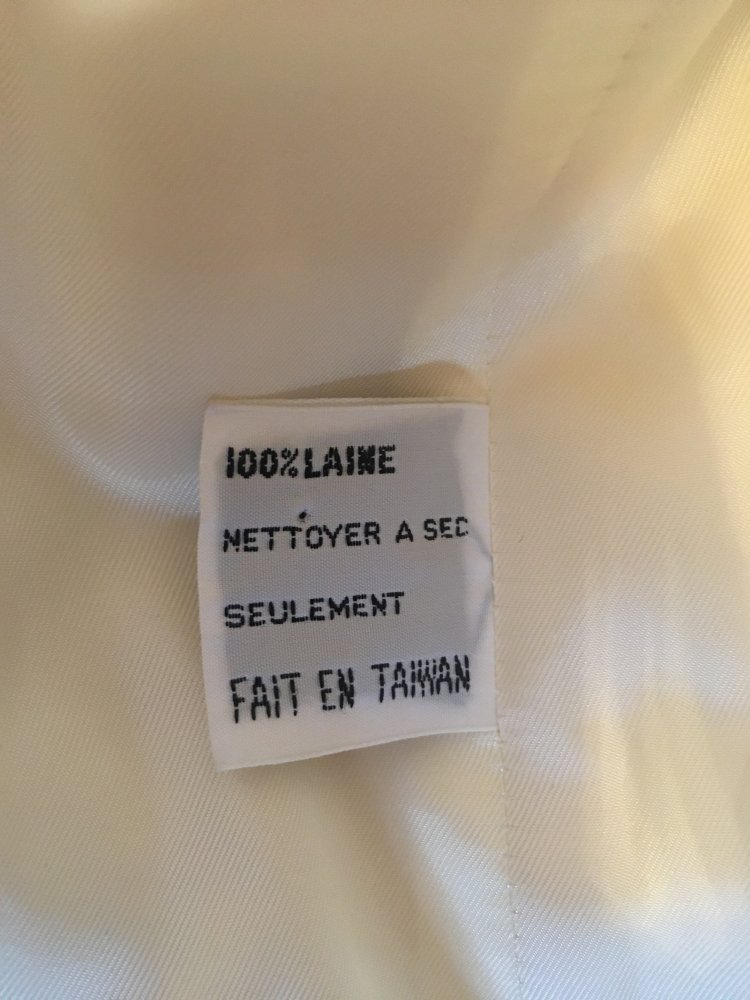 100% LAINE
NETTOYER A SEC
SEULEMENT
FAIT EN TAIWAN